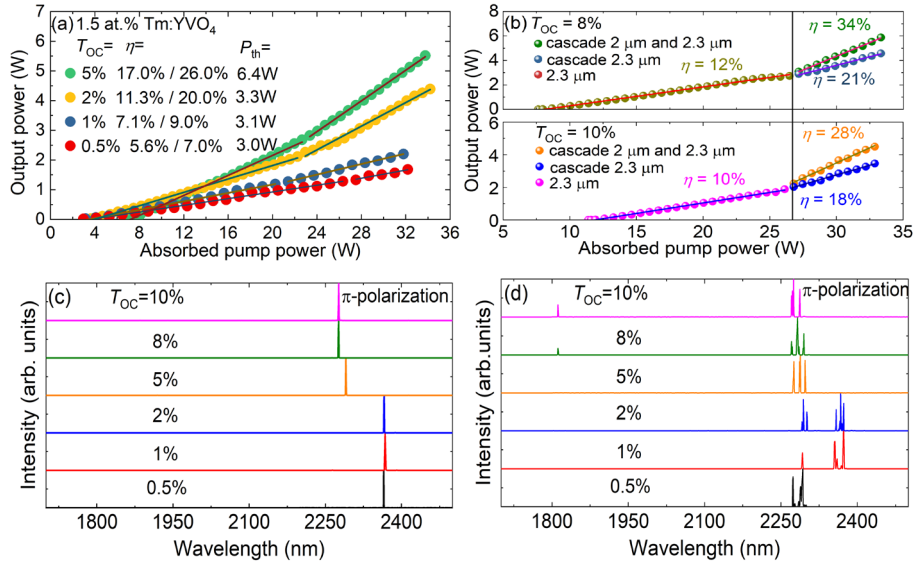 (a) 1.5 at.% Tm:YVO₄
T_OC= η= P_th=
5% 17.0% / 26.0% 6.4W
2% 11.3% / 20.0% 3.3W
1% 7.1% / 9.0% 3.1W
0.5% 5.6% / 7.0% 3.0W
Output power (W)
7
6
5
4
3
2
1
0
0 4 8 12 16 20 24 28 32 36
Absorbed pump power (W)
(b) T_OC = 8%
cascade 2 μm and 2.3 μm
cascade 2.3 μm
2.3 μm
η = 12%
η = 34%
η = 21%
8
6
4
2
0
T_OC = 10%
cascade 2 μm and 2.3 μm
cascade 2.3 μm
2.3 μm
η = 10%
η = 28%
η = 18%
Output power (W)
6
4
2
0
5 10 15 20 25 30 35
Absorbed pump power (W)
(c) T_OC=10% π-polarization
8%
5%
2%
1%
0.5%
Intensity (arb. units)
1800 1950 2100 2250 2400
Wavelength (nm)
(d) T_OC=10% π-polarization
8%
5%
2%
1%
0.5%
Intensity (arb.units)
1800 1950 2100 2250 2400
Wavelength (nm)